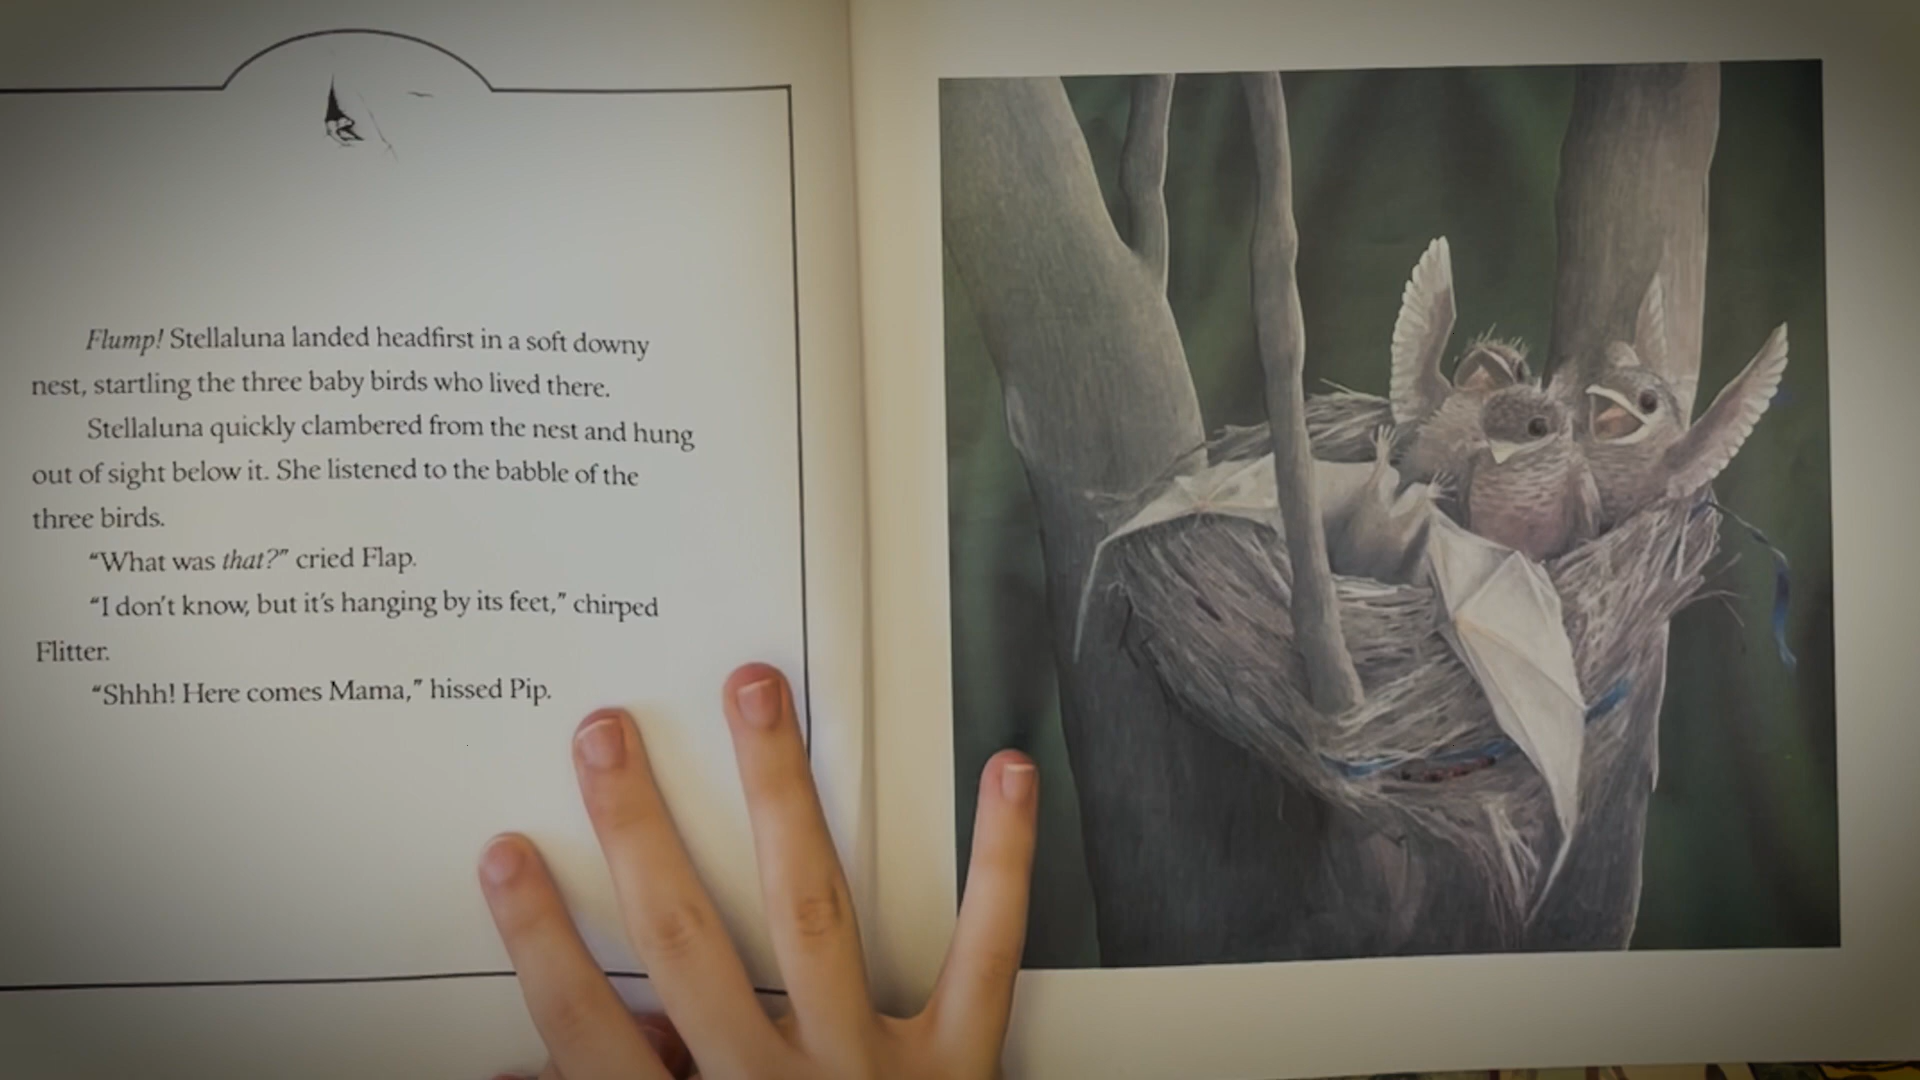 Flump! Stellaluna landed headfirst in a soft downy
nest, startling the three baby birds who lived there.
Stellaluna quickly clambered from the nest and hung
out of sight below it. She listened to the babble of the
three birds.
“What was that?” cried Flap.
“I don’t know, but it’s hanging by its feet,” chirped
Flitter.
“Shhh! Here comes Mama,” hissed Pip.